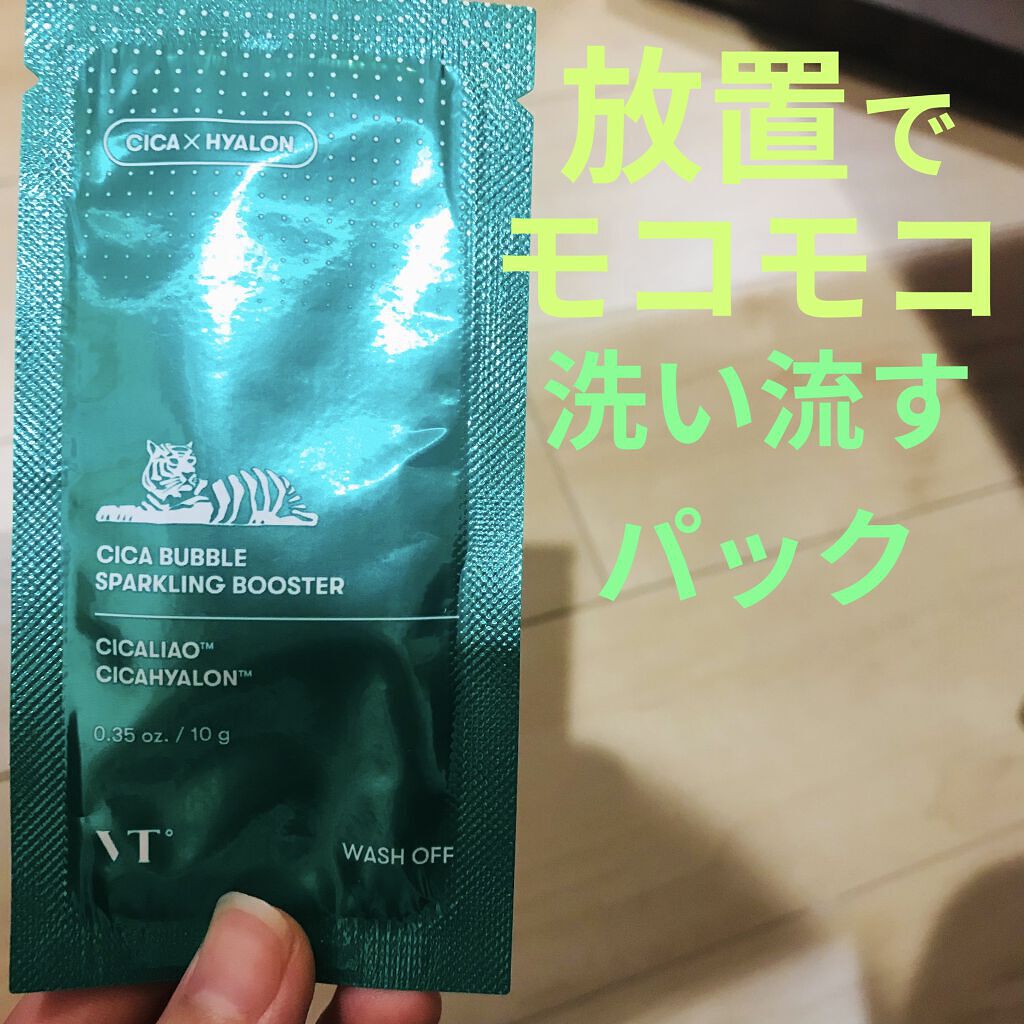 CICA×HYALON
CICA BUBBLE
SPARKLING BOOSTER
CICALIAO™
CICAHYALON™
0.35 oz. / 10 g
VT°
WASH OFF
放置で
モコモコ
洗い流す
パック